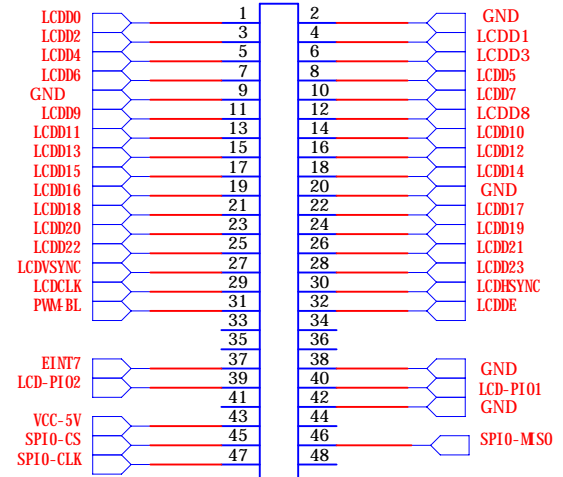 LCDD0 1 2 GND
LCDD2 3 4 LCDD1
LCDD4 5 6 LCDD3
LCDD6 7 8 LCDD5
GND 9 10 LCDD7
LCDD9 11 12 LCDD8
LCDD11 13 14 LCDD10
LCDD13 15 16 LCDD12
LCDD15 17 18 LCDD14
LCDD16 19 20 GND
LCDD18 21 22 LCDD17
LCDD20 23 24 LCDD19
LCDD22 25 26 LCDD21
LCDVSYNC 27 28 LCDD23
LCDCLK 29 30 LCDHSYNC
PWM-BL 31 32 LCDDE
33 34
35 36
EINT7 37 38 GND
LCD-PIO2 39 40 LCD-PIO1
41 42 GND
VCC-5V 43 44
SPI0-CS 45 46 SPI0-MISO
SPI0-CLK 47 48